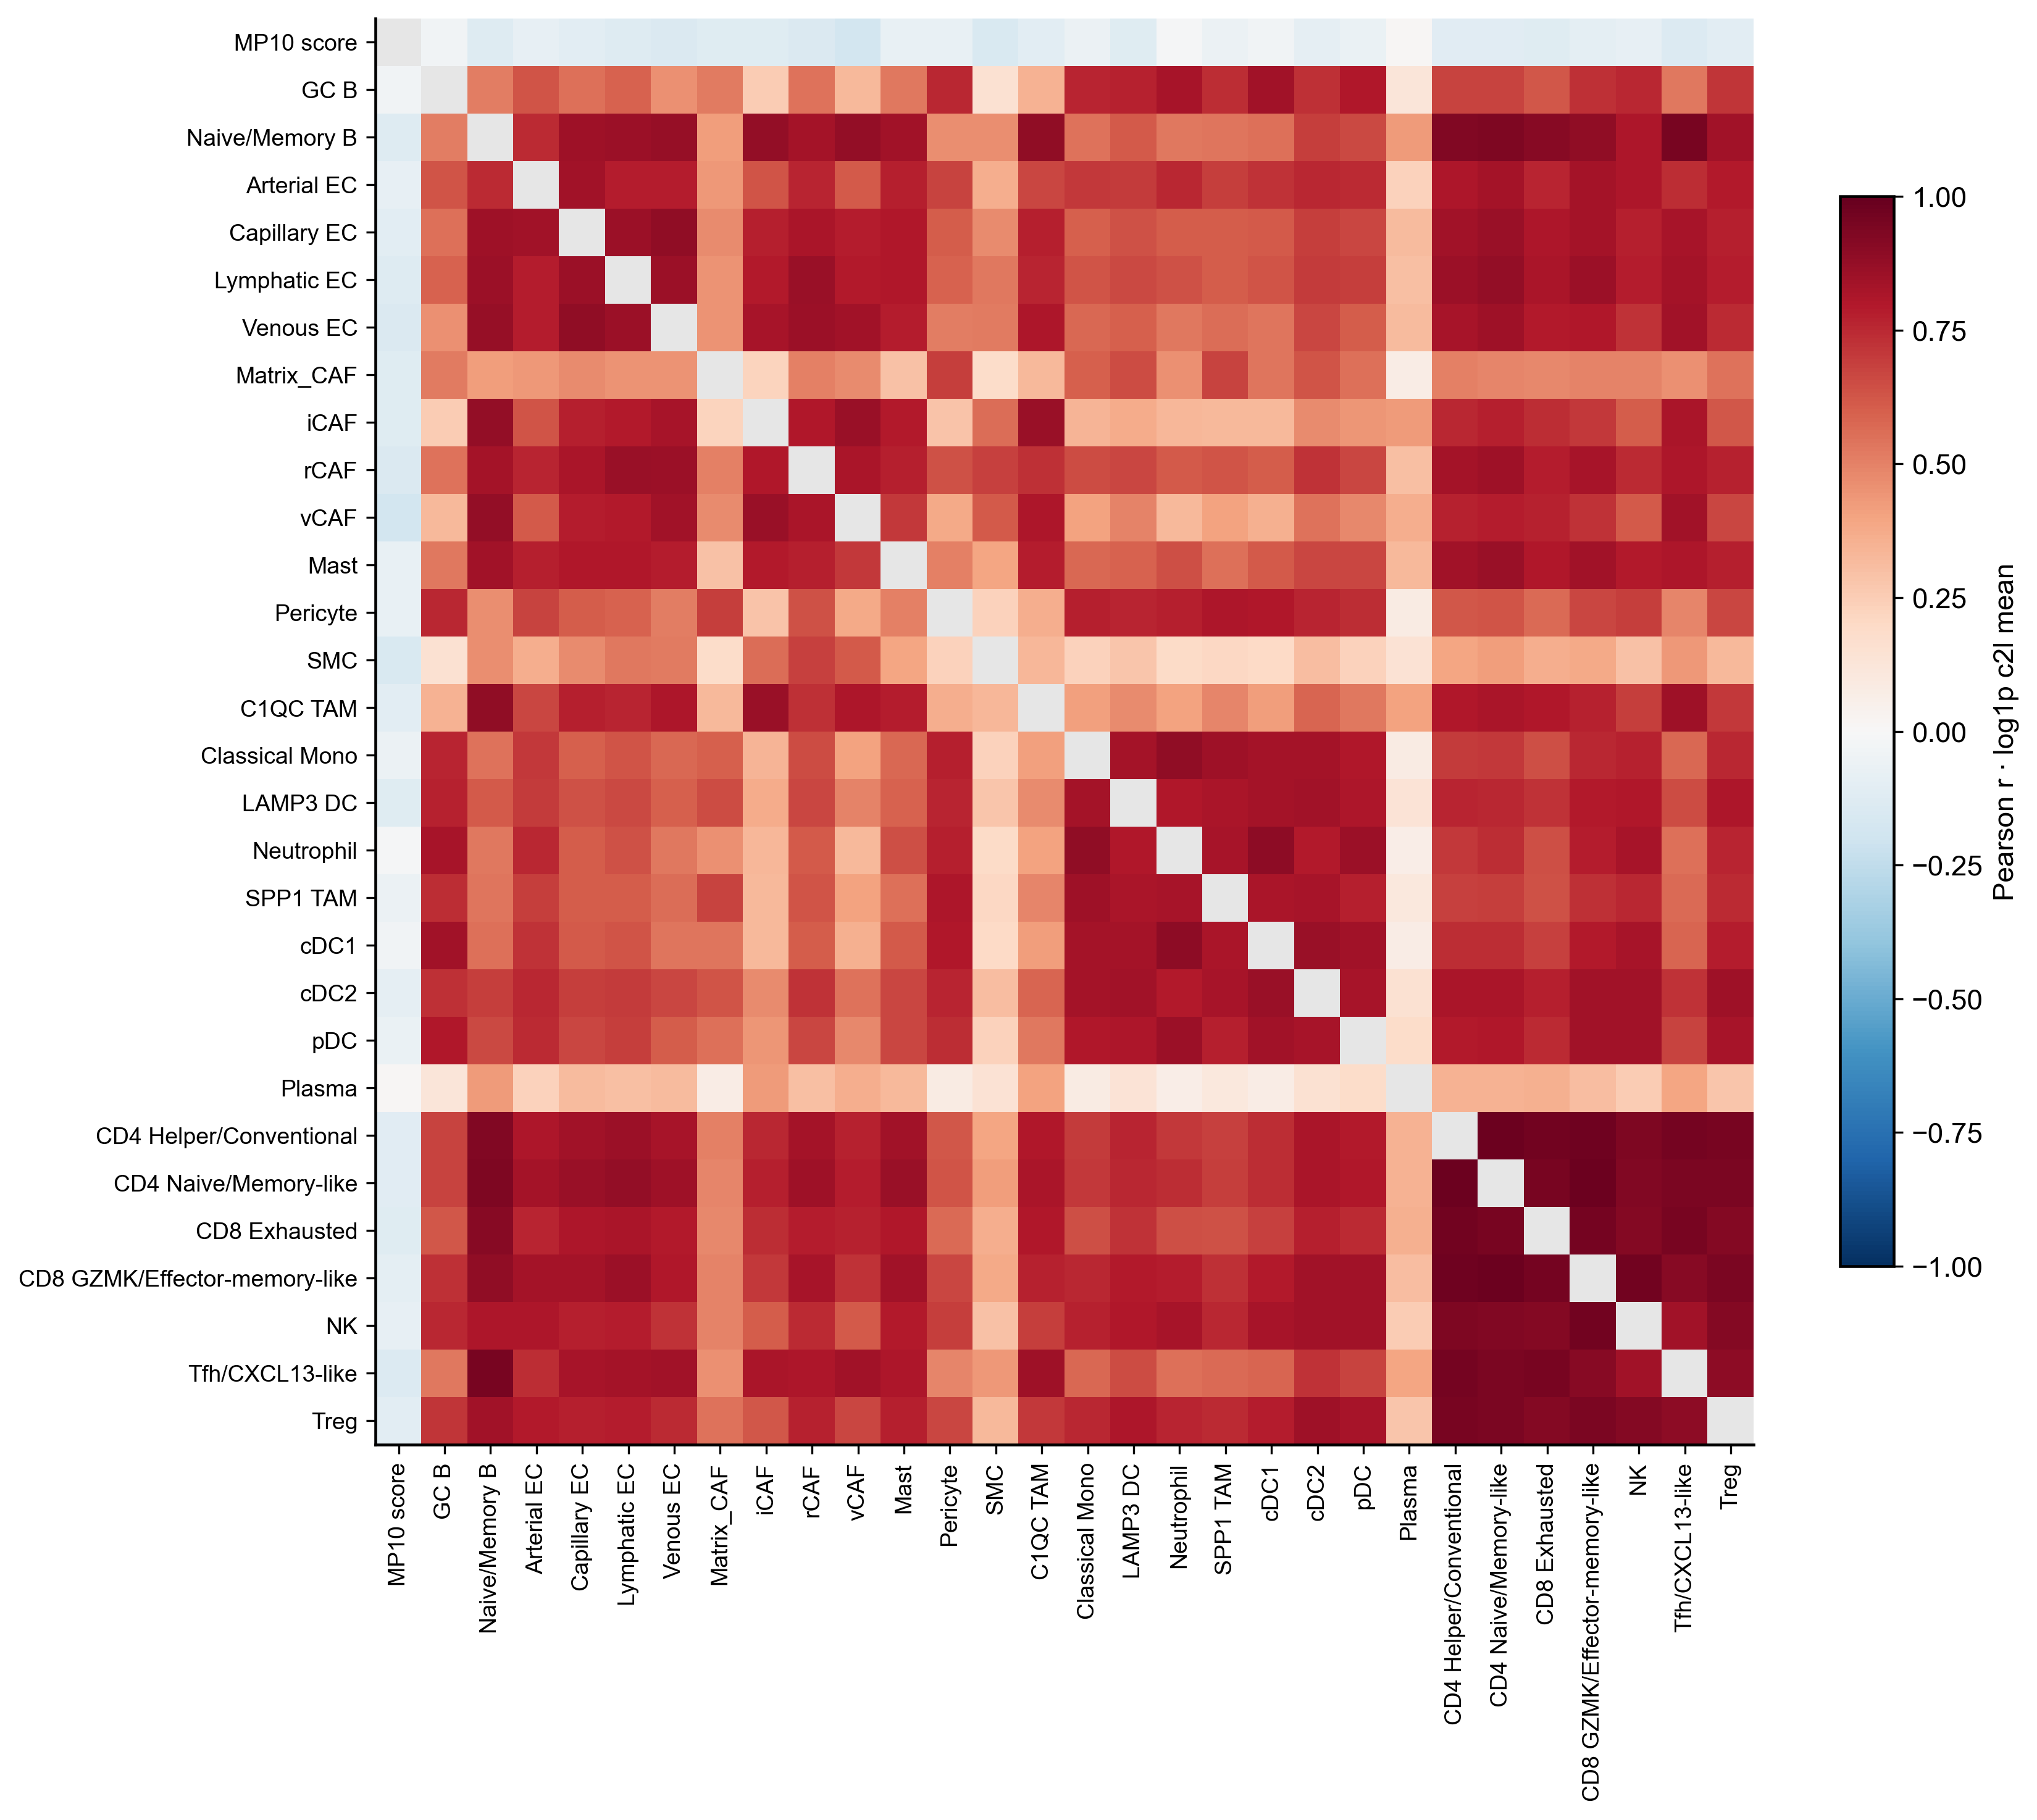 MP10 score
GC B
Naive/Memory B
Arterial EC
Capillary EC
Lymphatic EC
Venous EC
Matrix_CAF
iCAF
rCAF
vCAF
Mast
Pericyte
SMC
C1QC TAM
Classical Mono
LAMP3 DC
Neutrophil
SPP1 TAM
cDC1
cDC2
pDC
Plasma
CD4 Helper/Conventional
CD4 Naive/Memory-like
CD8 Exhausted
CD8 GZMK/Effector-memory-like
NK
Tfh/CXCL13-like
Treg
MP10 score
GC B
Naive/Memory B
Arterial EC
Capillary EC
Lymphatic EC
Venous EC
Matrix_CAF
iCAF
rCAF
vCAF
Mast
Pericyte
SMC
C1QC TAM
Classical Mono
LAMP3 DC
Neutrophil
SPP1 TAM
cDC1
cDC2
pDC
Plasma
CD4 Helper/Conventional
CD4 Naive/Memory-like
CD8 Exhausted
CD8 GZMK/Effector-memory-like
NK
Tfh/CXCL13-like
Treg
1.00
0.75
0.50
0.25
0.00
−0.25
−0.50
−0.75
−1.00
Pearson r · log1p c2l mean